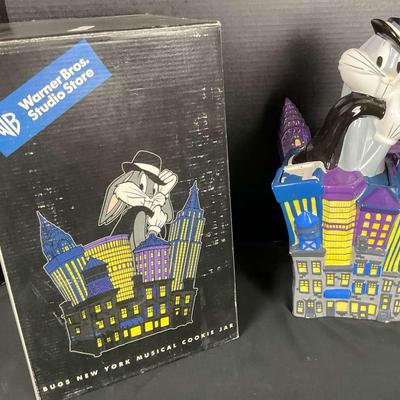 WB
Warner Bros.
Studio Store
BUGS NEW YORK MUSICAL COOKIE JAR